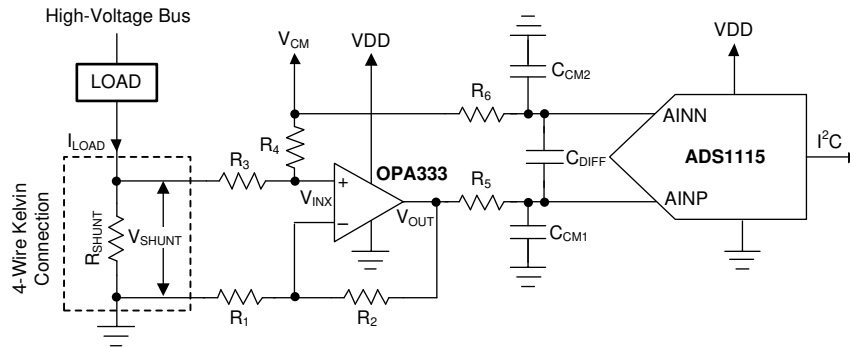 High-Voltage Bus
LOAD
I_LOAD
4-Wire Kelvin
Connection
R_SHUNT
V_SHUNT
R_3
R_1
V_CM
R_4
VDD
V_INX
+
–
OPA333
V_OUT
R_2
R_6
R_5
C_CM2
C_DIFF
C_CM1
VDD
AINN
ADS1115
AINP
I²C